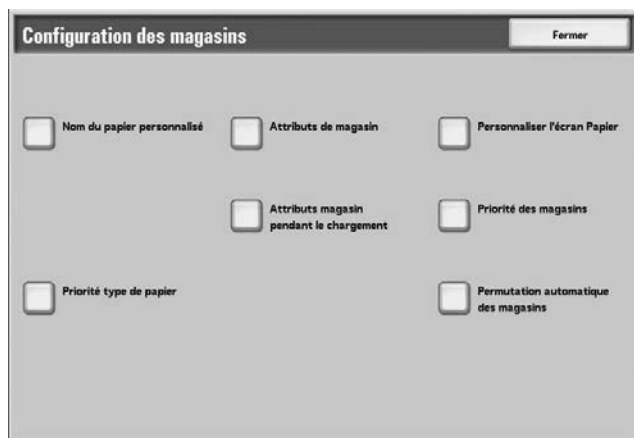 Configuration des magasins
Fermer
Nom du papier personnalisé
Attributs de magasin
Personnaliser l'écran Papier
Attributs magasin
pendant le chargement
Priorité des magasins
Priorité type de papier
Permutation automatique
des magasins